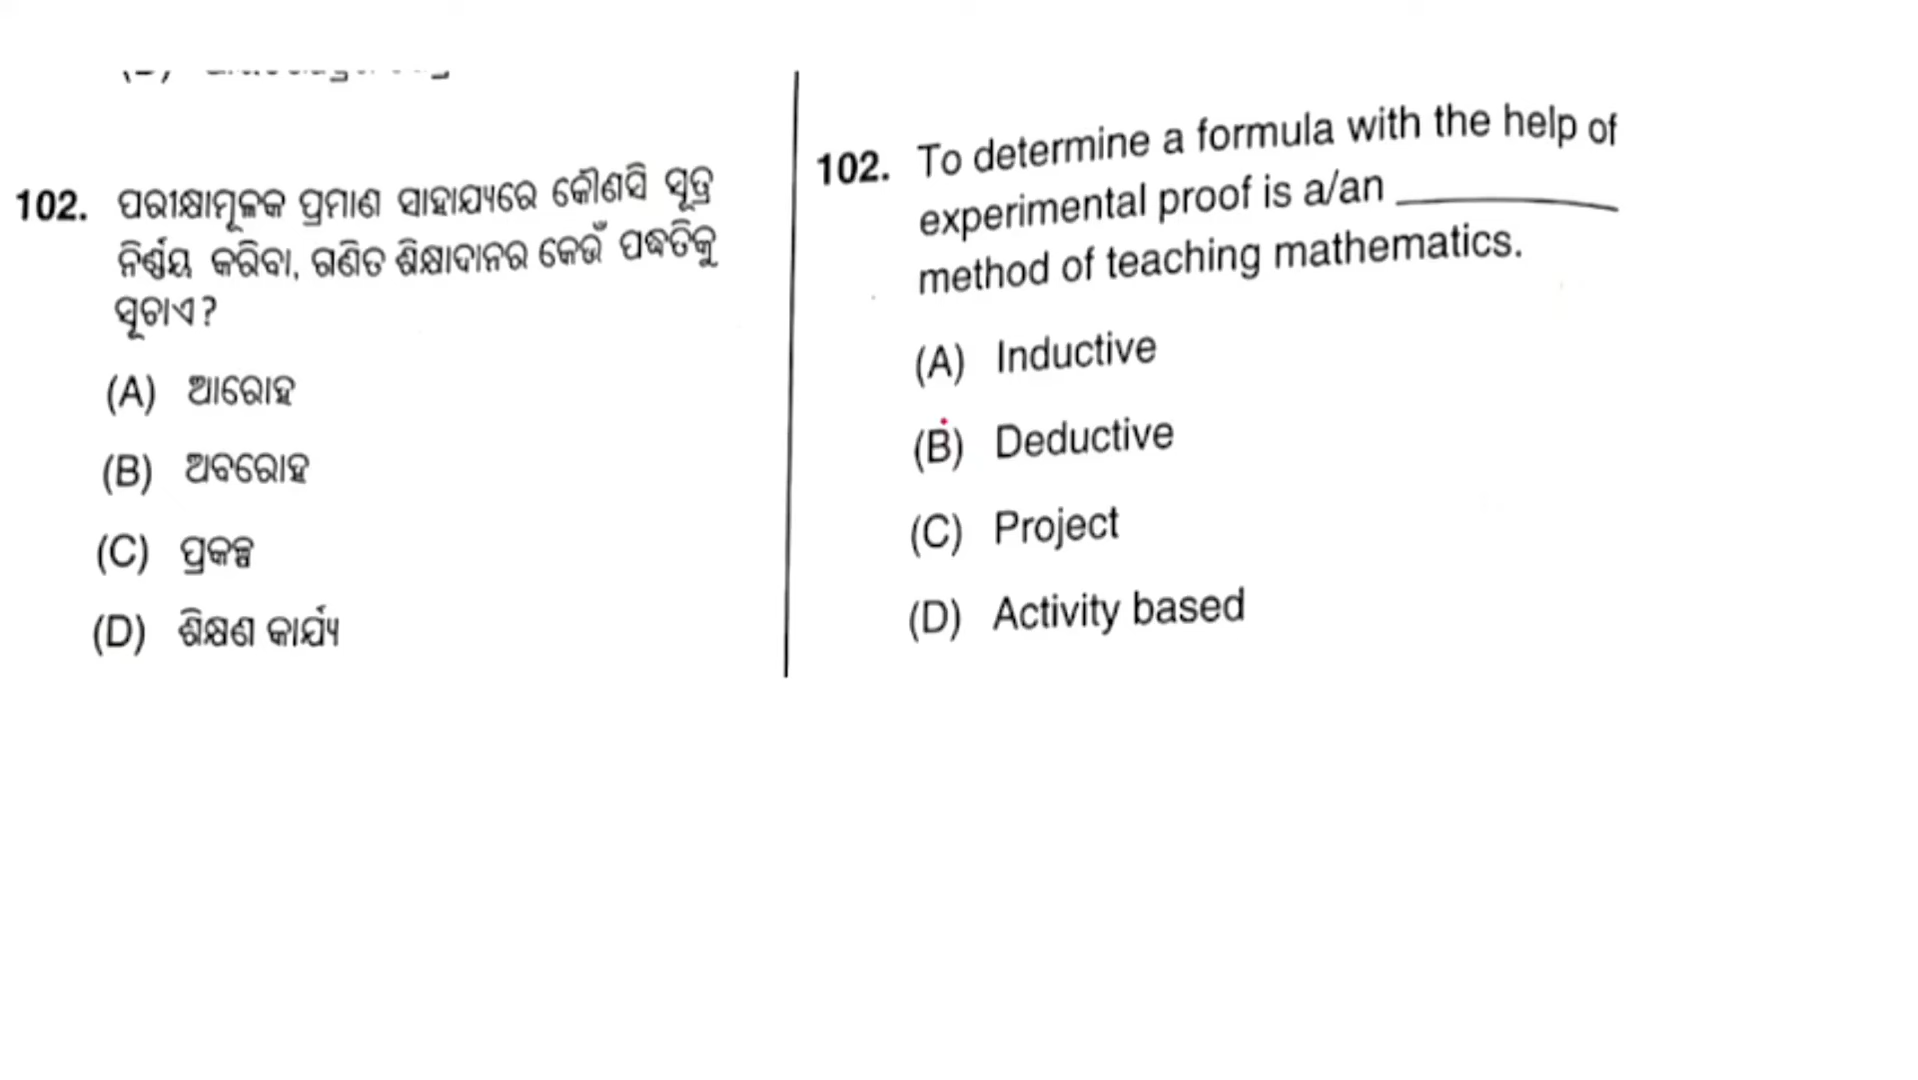 102. ପରୀକ୍ଷାମୂଳକ ପ୍ରମାଣ ସାହାଯ୍ୟରେ କୌଣସି ସୂତ୍ର
ନିର୍ଣ୍ଣୟ କରିବା, ଗଣିତ ଶିକ୍ଷାଦାନର କେଉଁ ପଦ୍ଧତିକୁ
ସୂଚାଏ ?
(A) ଆରୋହ
(B) ଅବରୋହ
(C) ପ୍ରକଳ୍ପ
(D) ଶିକ୍ଷଣ କାର୍ଯ୍ୟ
102. To determine a formula with the help of
experimental proof is a/an ________
method of teaching mathematics.
(A) Inductive
(B) Deductive
(C) Project
(D) Activity based